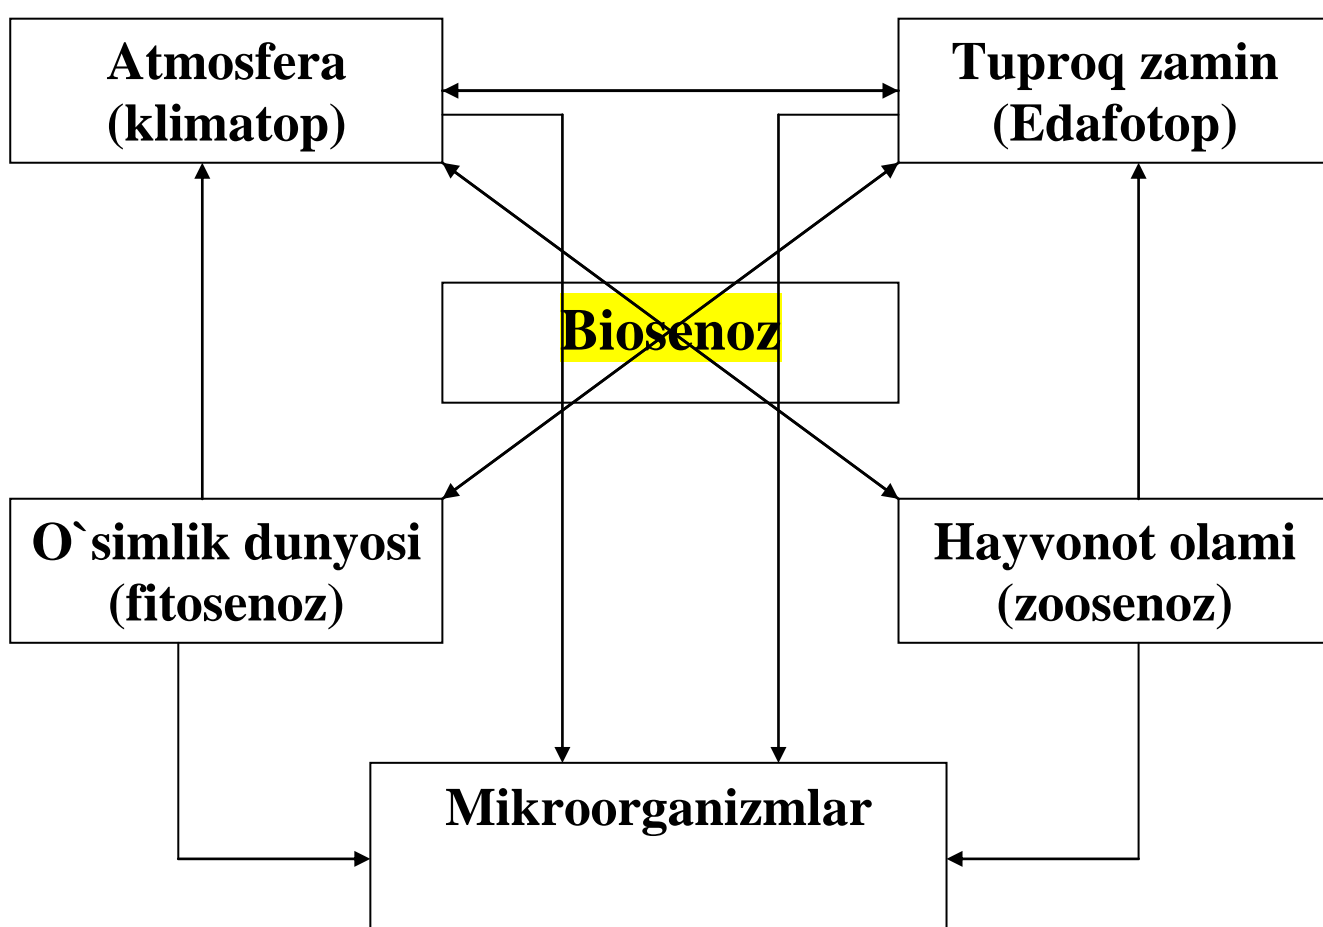 Atmosfera
(klimatop)
Tuproq zamin
(Edafotop)
Biosenoz
O`simlik dunyosi
(fitosenoz)
Hayvonot olami
(zoosenoz)
Mikroorganizmlar